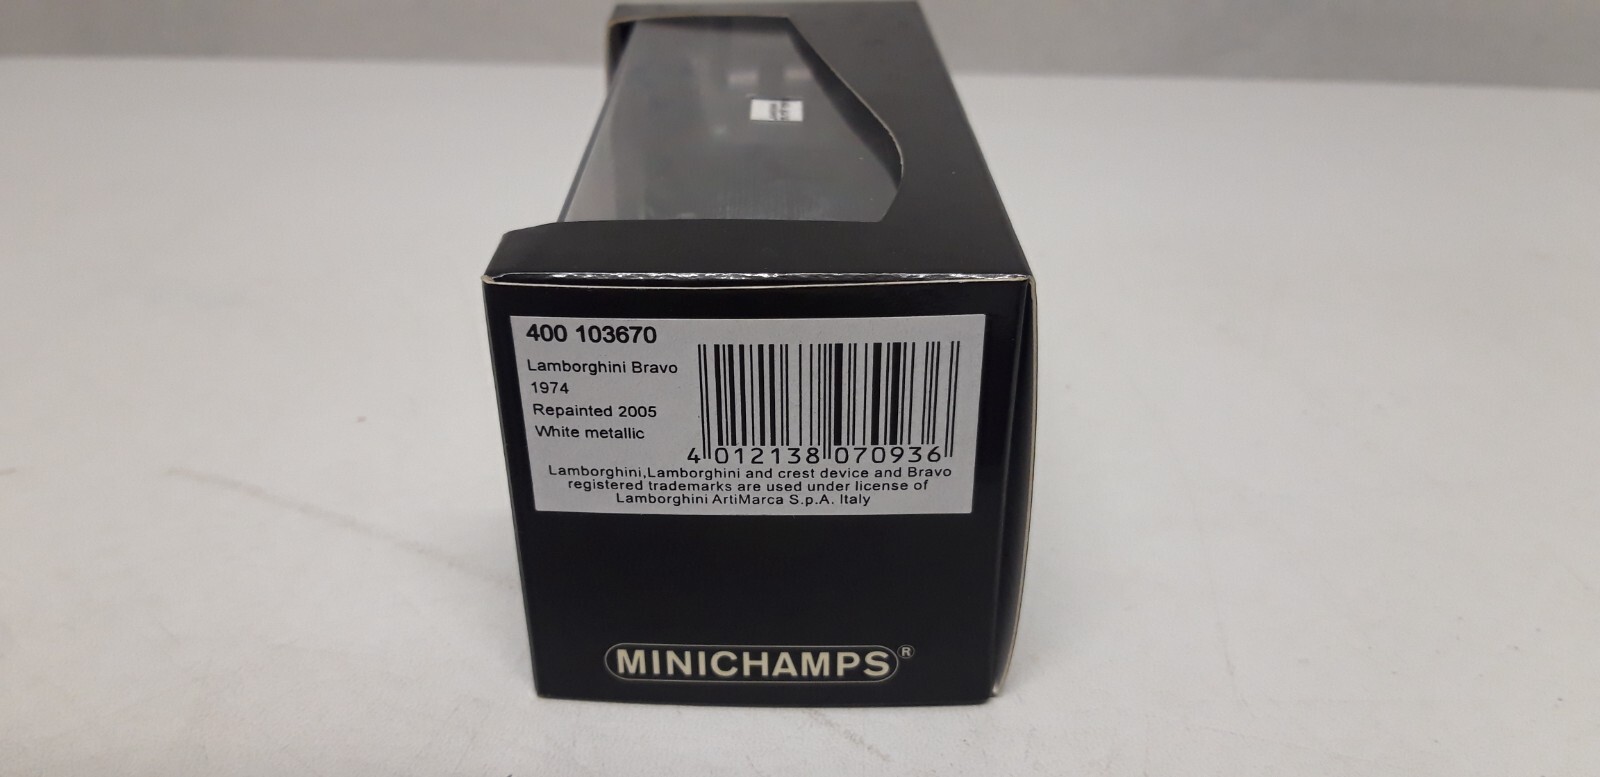 400 103670
Lamborghini Bravo
1974
Repainted 2005
White metallic
4 012138 070936
Lamborghini,Lamborghini and crest device and Bravo
registered trademarks are used under license of
Lamborghini ArtiMarca S.p.A. Italy
MINICHAMPS®